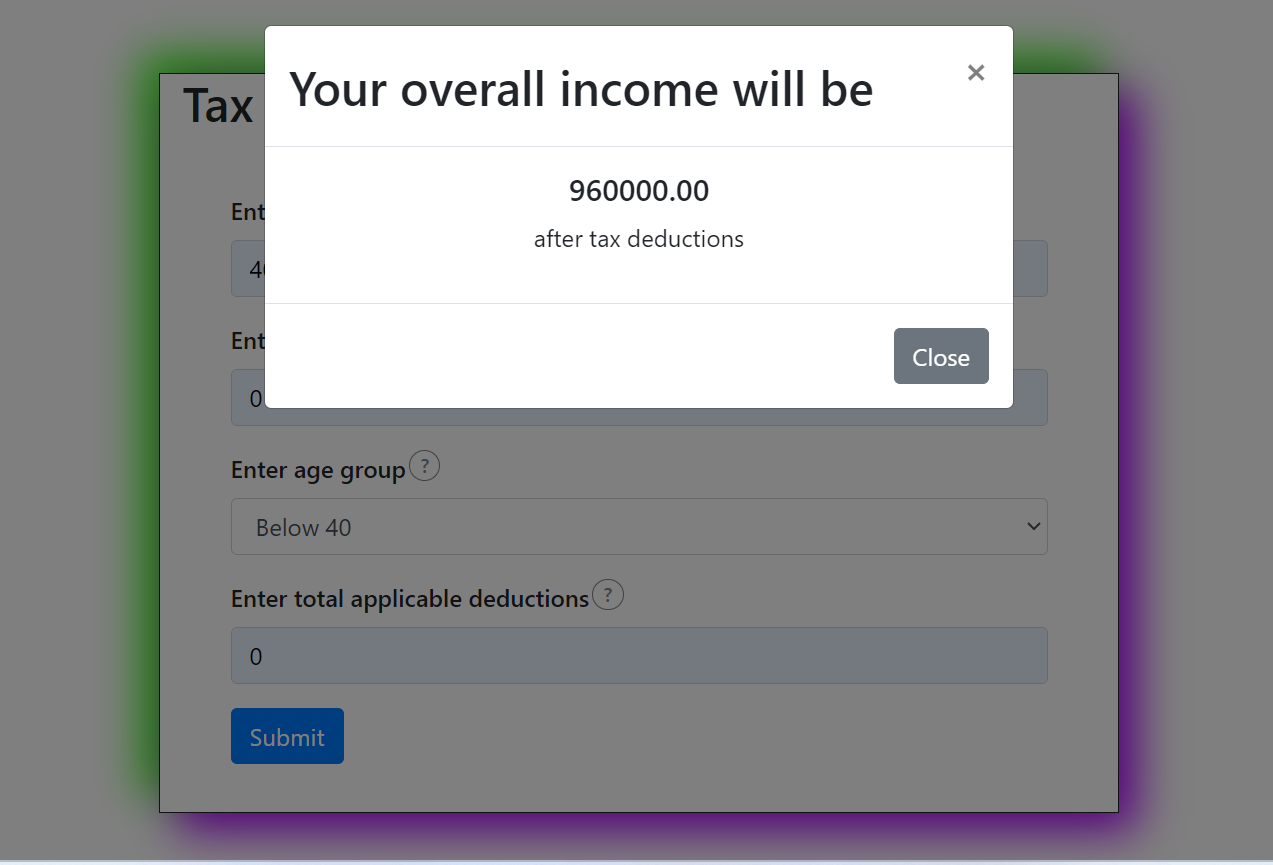 Your overall income will be ×
Tax
960000.00
Ent
after tax deductions
Ent
Close
0
Enter age group ?
Below 40
Enter total applicable deductions ?
0
Submit